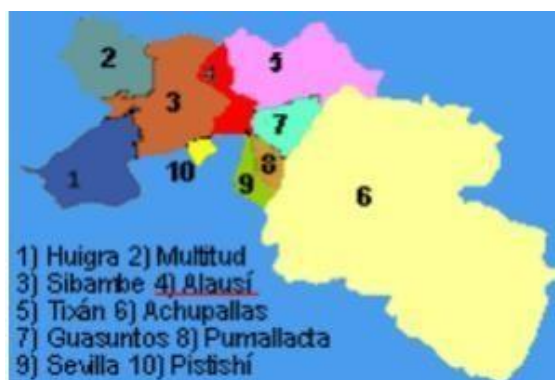 2
4
5
3
7
1
10
8
9
6
1) Huigra 2) Multitud
3) Sibambe 4) Alausí
5) Tixán 6) Achupallas
7) Guasuntos 8) Pumallacta
9) Sevilla 10) Pistishí